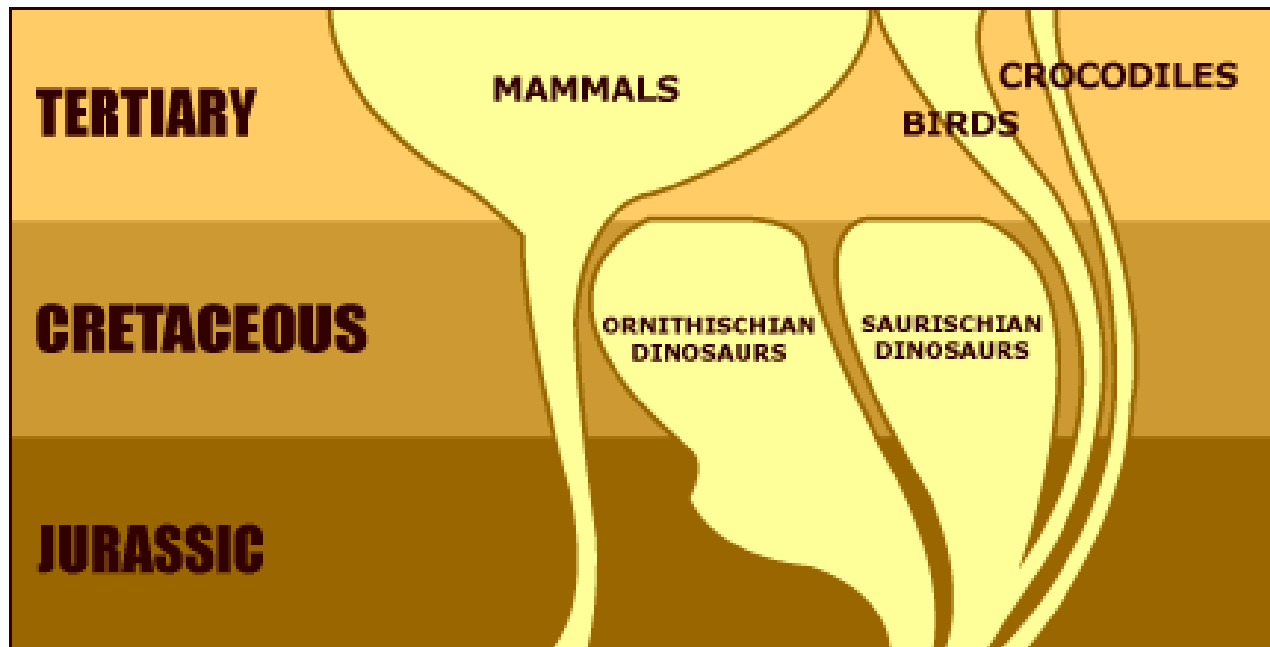 MAMMALS
CROCODILES
TERTIARY
BIRDS
CRETACEOUS
ORNITHISCHIAN
DINOSAURS
SAURISCHIAN
DINOSAURS
JURASSIC